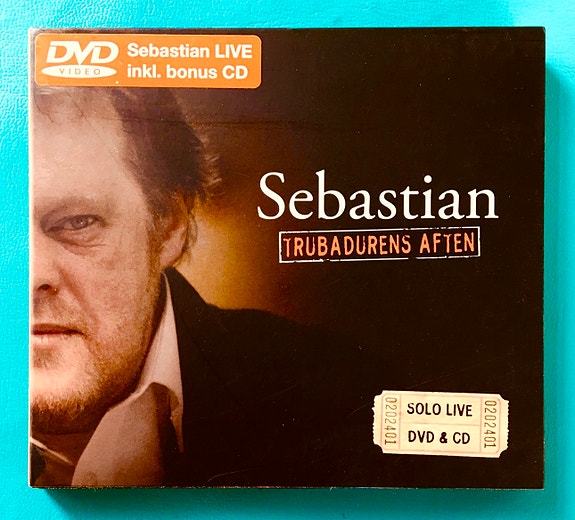 DVD
VIDEO
Sebastian LIVE
inkl. bonus CD
Sebastian
TRUBADURENS AFTEN
0202401
SOLO LIVE
DVD & CD
0202401